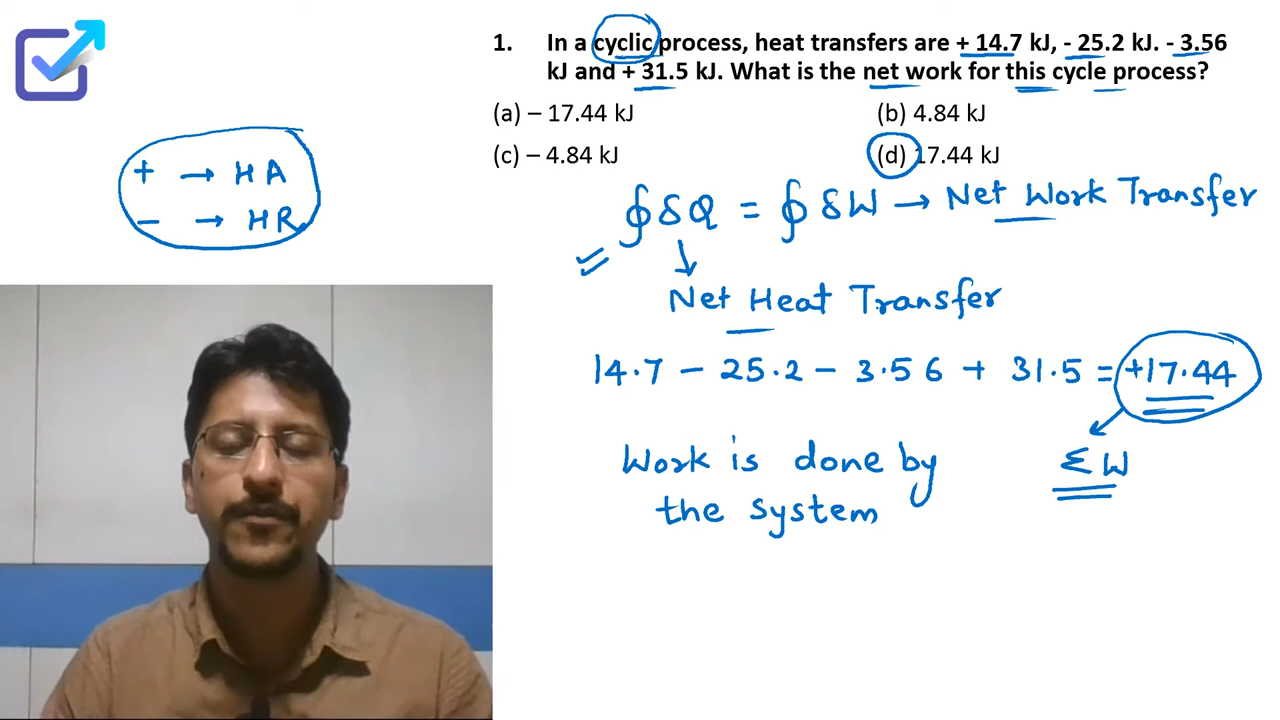 1. In a cyclic process, heat transfers are + 14.7 kJ, - 25.2 kJ. - 3.56
kJ and + 31.5 kJ. What is the net work for this cycle process?
(a) – 17.44 kJ (b) 4.84 kJ
(c) – 4.84 kJ (d) 17.44 kJ
+ → HA
− → HR
∮δQ = ∮δW → Net Work Transfer
↓
Net Heat Transfer
14.7 − 25.2 − 3.56 + 31.5 = +17.44
Work is done by
the system
ΣW